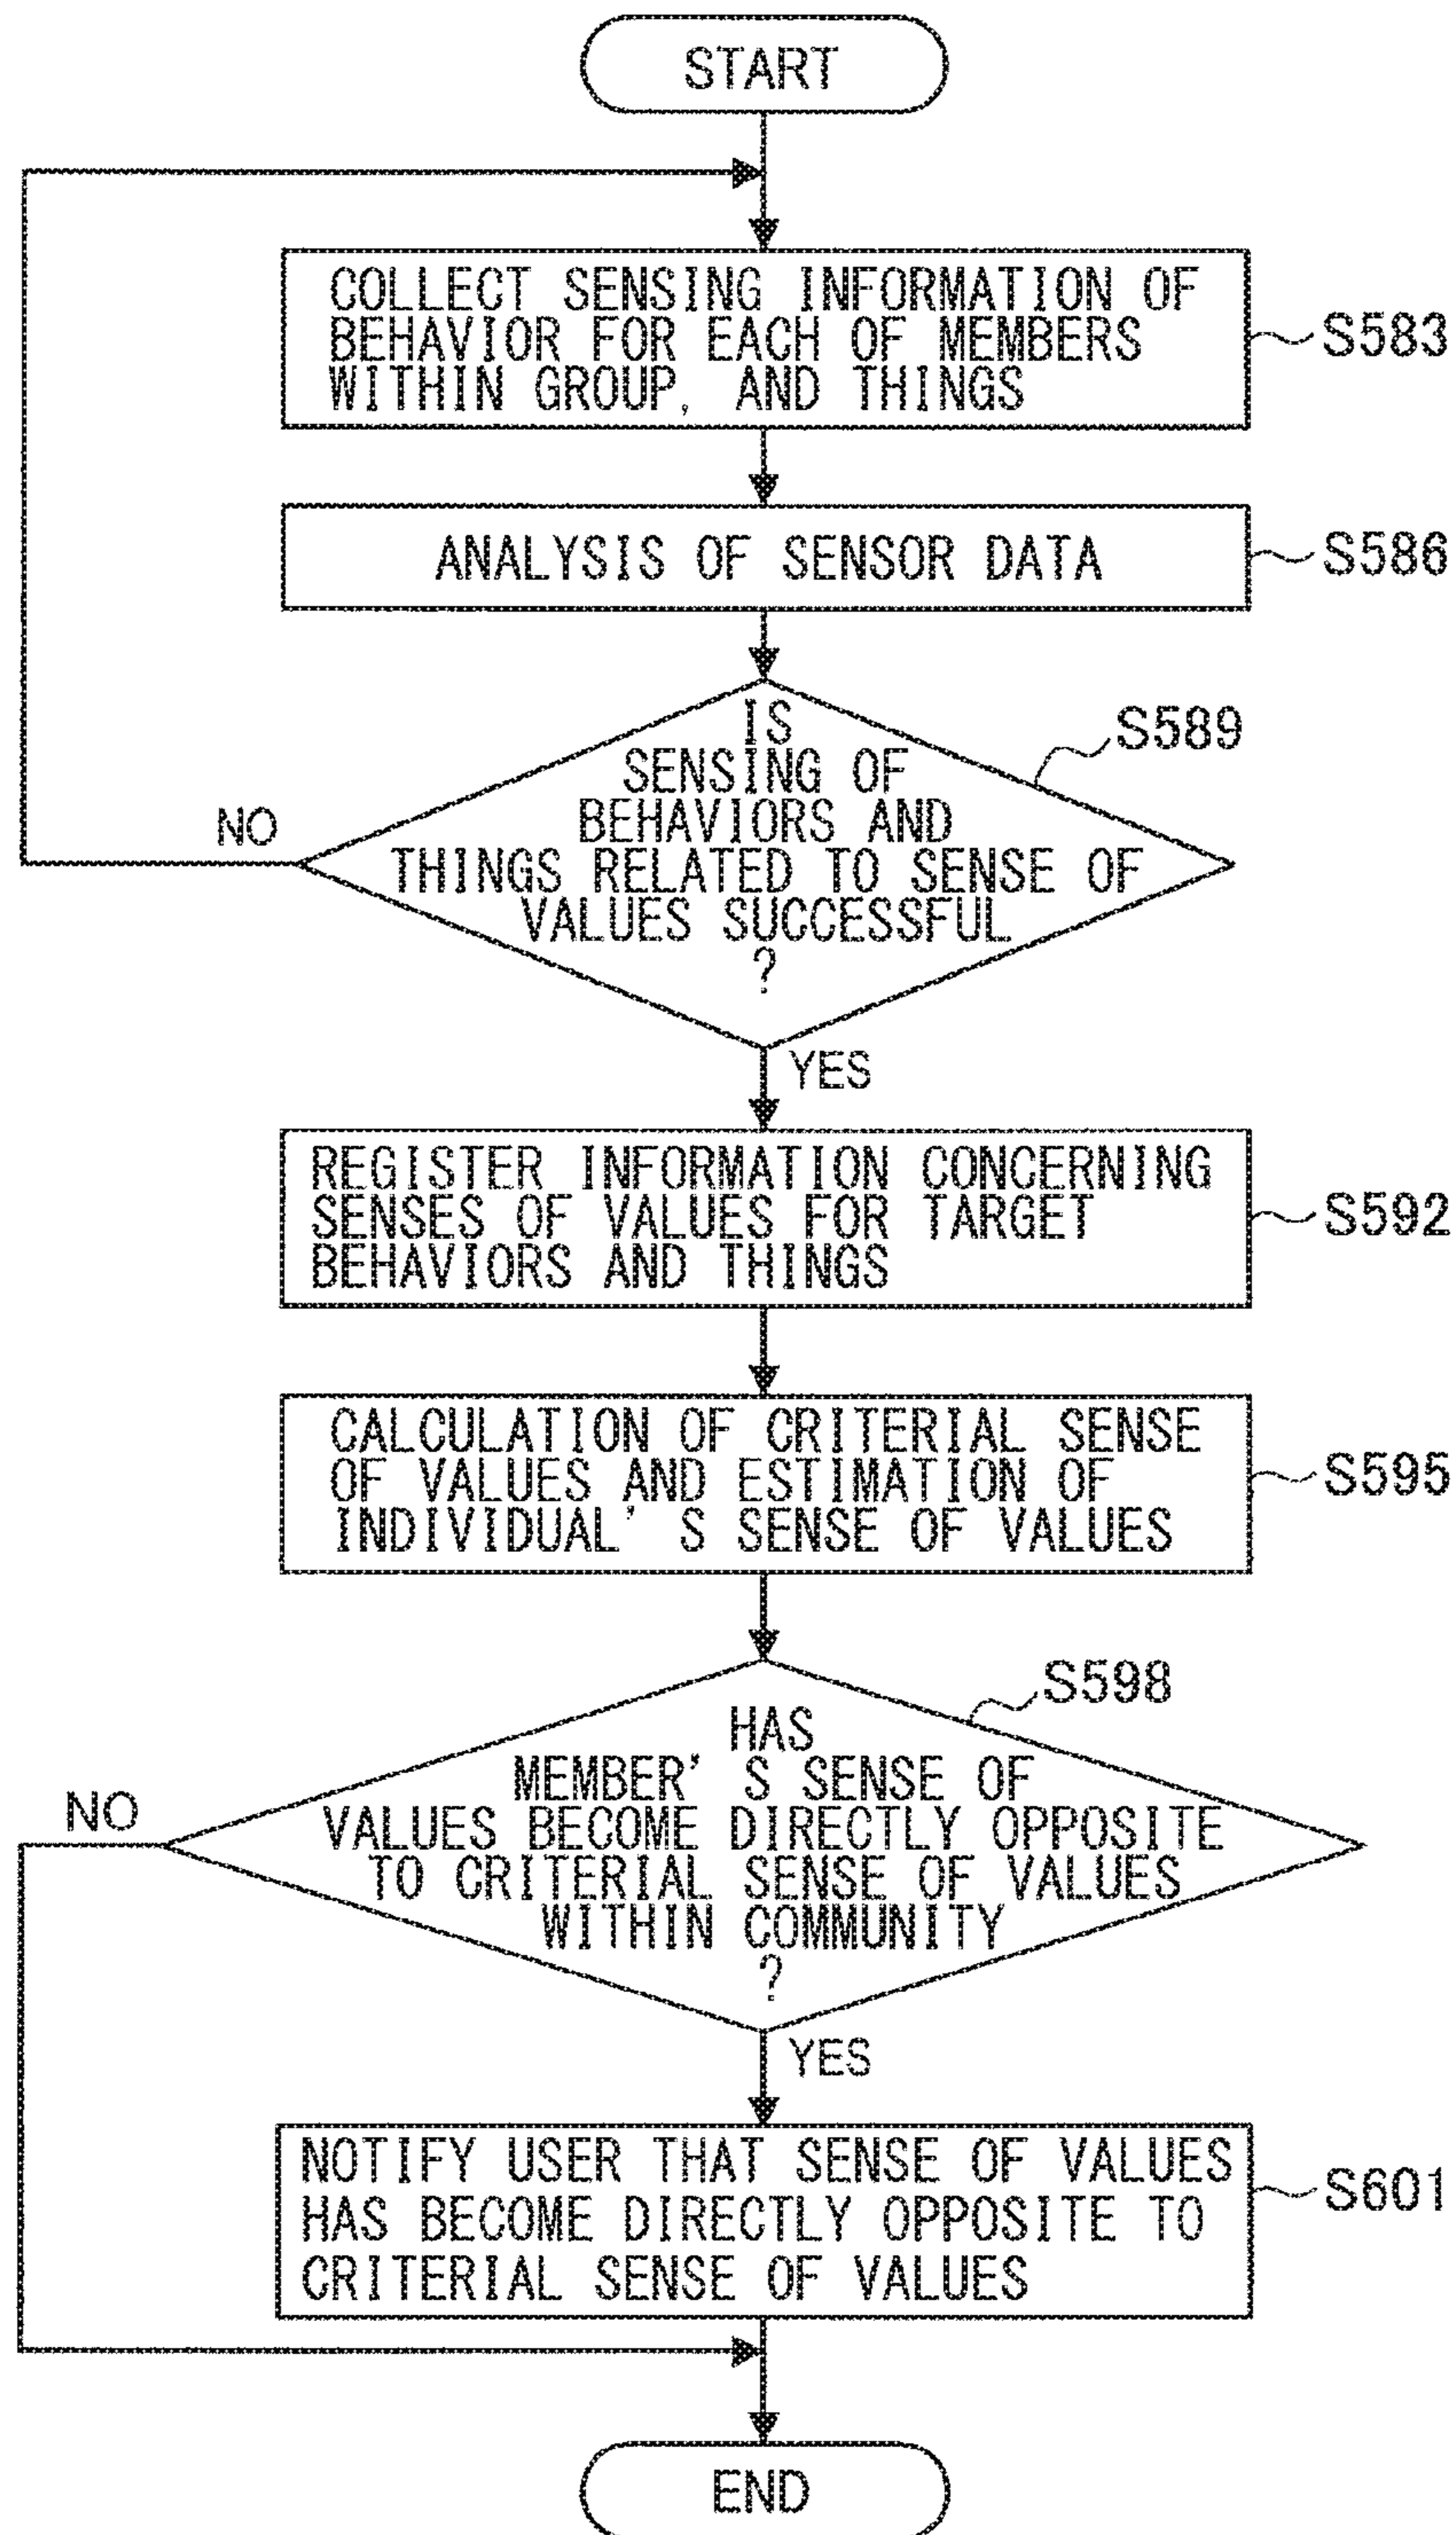 START
COLLECT SENSING INFORMATION OF
BEHAVIOR FOR EACH OF MEMBERS
WITHIN GROUP, AND THINGS
S583
ANALYSIS OF SENSOR DATA
S586
IS
SENSING OF
BEHAVIORS AND
THINGS RELATED TO SENSE OF
VALUES SUCCESSFUL
?
S589
NO
YES
REGISTER INFORMATION CONCERNING
SENSES OF VALUES FOR TARGET
BEHAVIORS AND THINGS
S592
CALCULATION OF CRITERIAL SENSE
OF VALUES AND ESTIMATION OF
INDIVIDUAL'S SENSE OF VALUES
S595
HAS
MEMBER'S SENSE OF
VALUES BECOME DIRECTLY OPPOSITE
TO CRITERIAL SENSE OF VALUES
WITHIN COMMUNITY
?
S598
NO
YES
NOTIFY USER THAT SENSE OF VALUES
HAS BECOME DIRECTLY OPPOSITE TO
CRITERIAL SENSE OF VALUES
S601
END